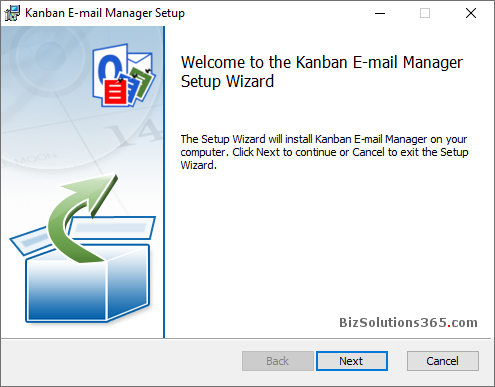 Kanban E-mail Manager Setup
Welcome to the Kanban E-mail Manager
Setup Wizard
The Setup Wizard will install Kanban E-mail Manager on your
computer. Click Next to continue or Cancel to exit the Setup
Wizard.
14
MOON
BizSolutions365.com
Back
Next
Cancel